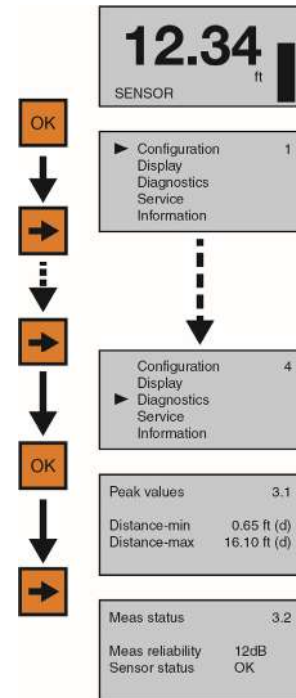 12.34
ft
SENSOR
OK
Configuration 1
Display
Diagnostics
Service
Information
Configuration 4
Display
Diagnostics
Service
Information
OK
Peak values 3.1
Distance-min 0.65 ft (d)
Distance-max 16.10 ft (d)
Meas status 3.2
Meas reliability 12dB
Sensor status OK